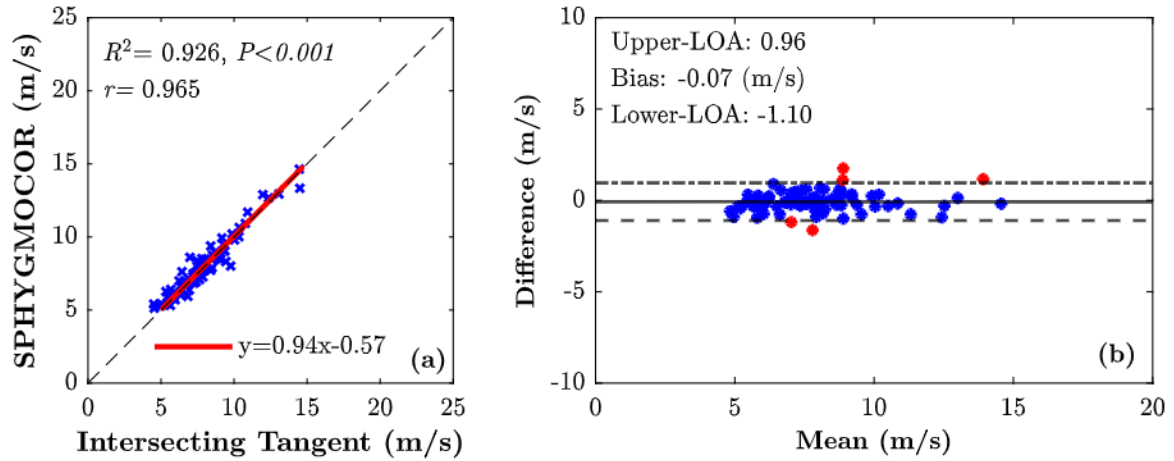 25
20
15
10
5
0
SPHYGMOCOR (m/s)
R²= 0.926, P<0.001
r= 0.965
y=0.94x-0.57
(a)
0 5 10 15 20 25
Intersecting Tangent (m/s)
10
5
0
-5
-10
Difference (m/s)
Upper-LOA: 0.96
Bias: -0.07 (m/s)
Lower-LOA: -1.10
(b)
0 5 10 15 20
Mean (m/s)